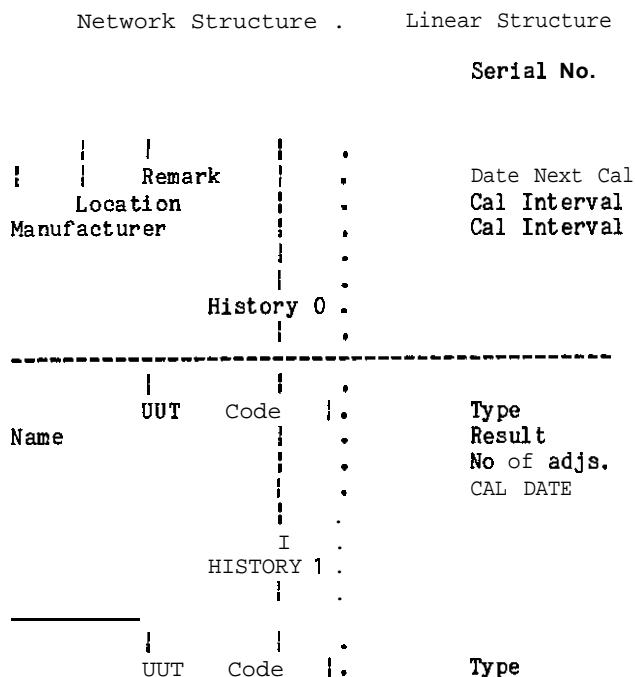 Network Structure . Linear Structure
Serial No.
Remark Date Next Cal
Location Cal Interval
Manufacturer Cal Interval
History 0
UUT Code Type
Name Result
No of adjs.
CAL DATE
HISTORY 1
UUT Code Type